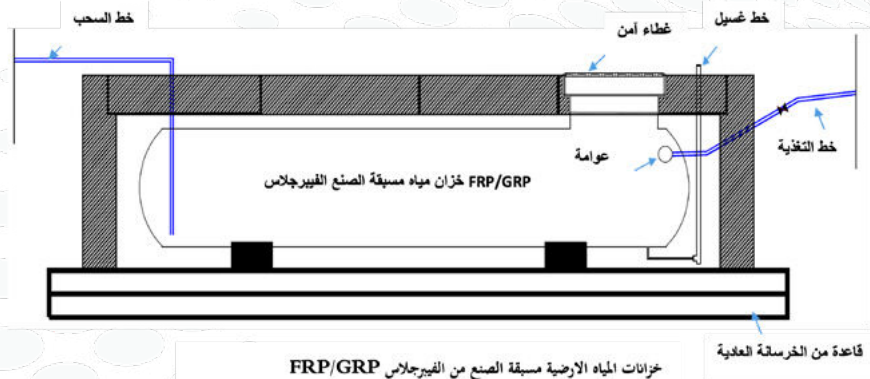 خط السحب
غطاء آمن
خط غسيل
خط التغذية
عوامة
خزان مياه مسبقة الصنع الفيبرجلاس FRP/GRP
قاعدة من الخرسانة العادية
خزانات المياه الارضية مسبقة الصنع من الفيبرجلاس FRP/GRP